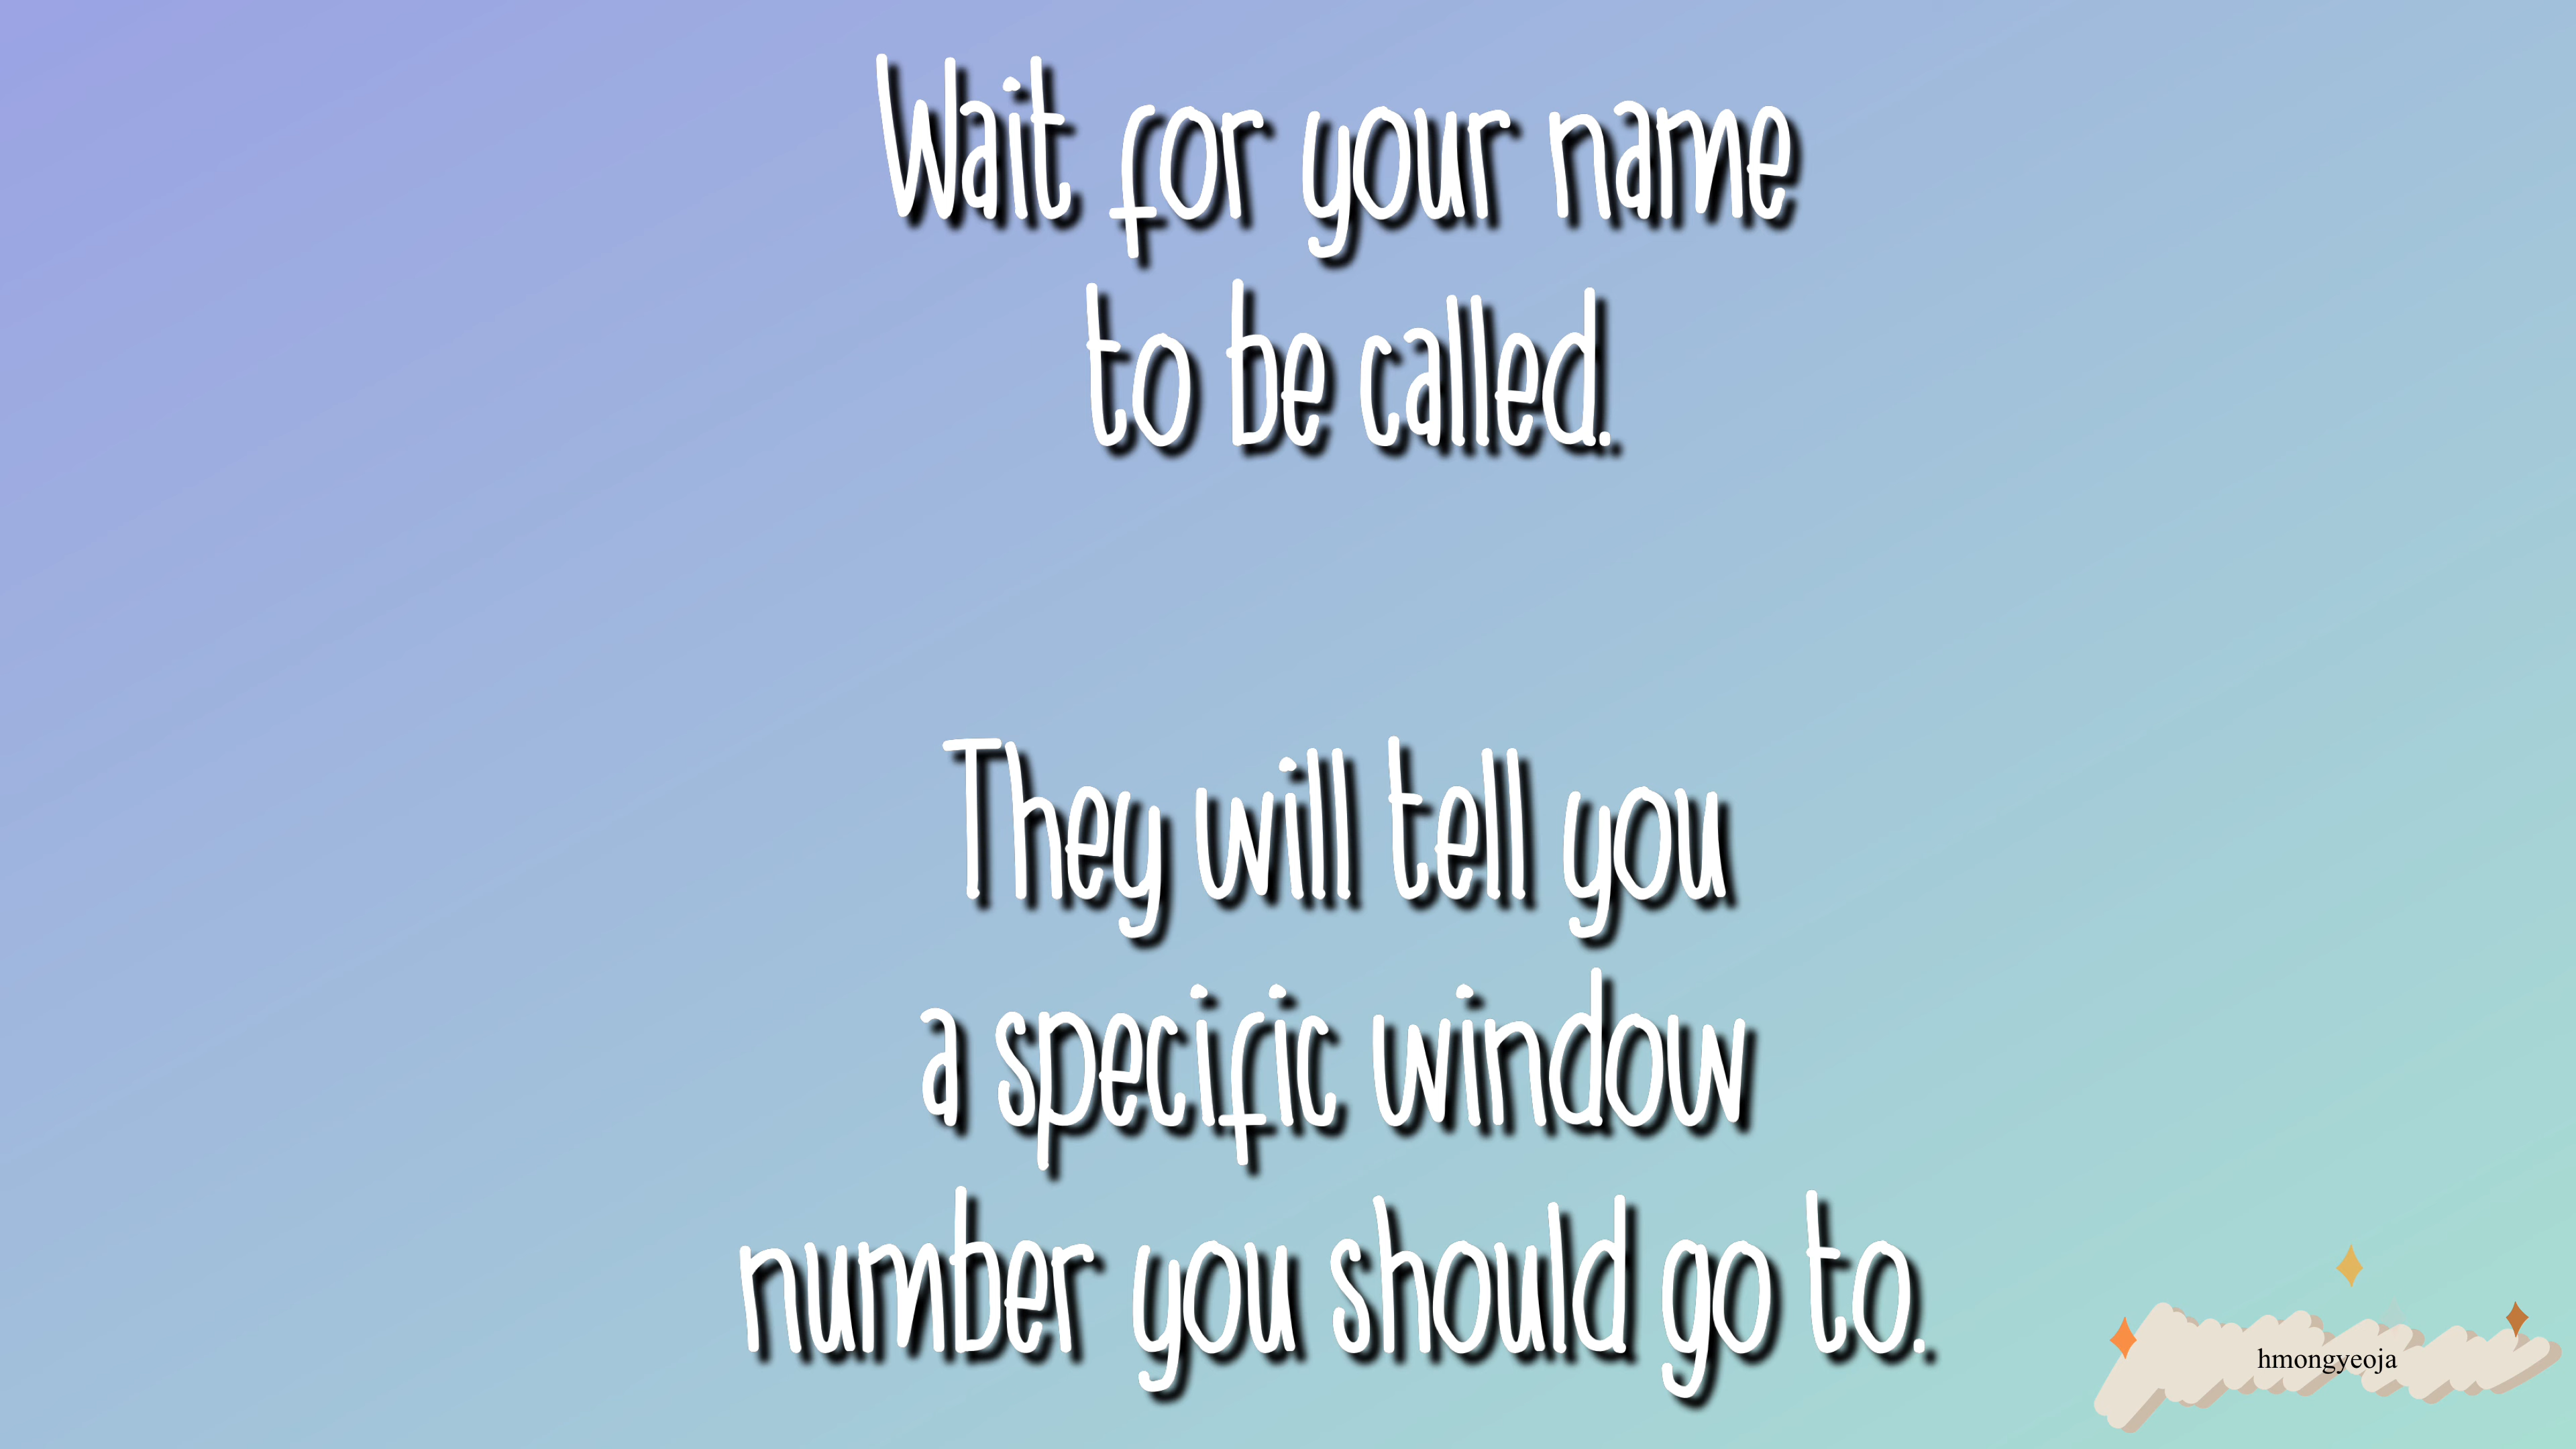 Wait for your name
to be called.
They will tell you
a specific window
number you should go to.
hmongyeoja